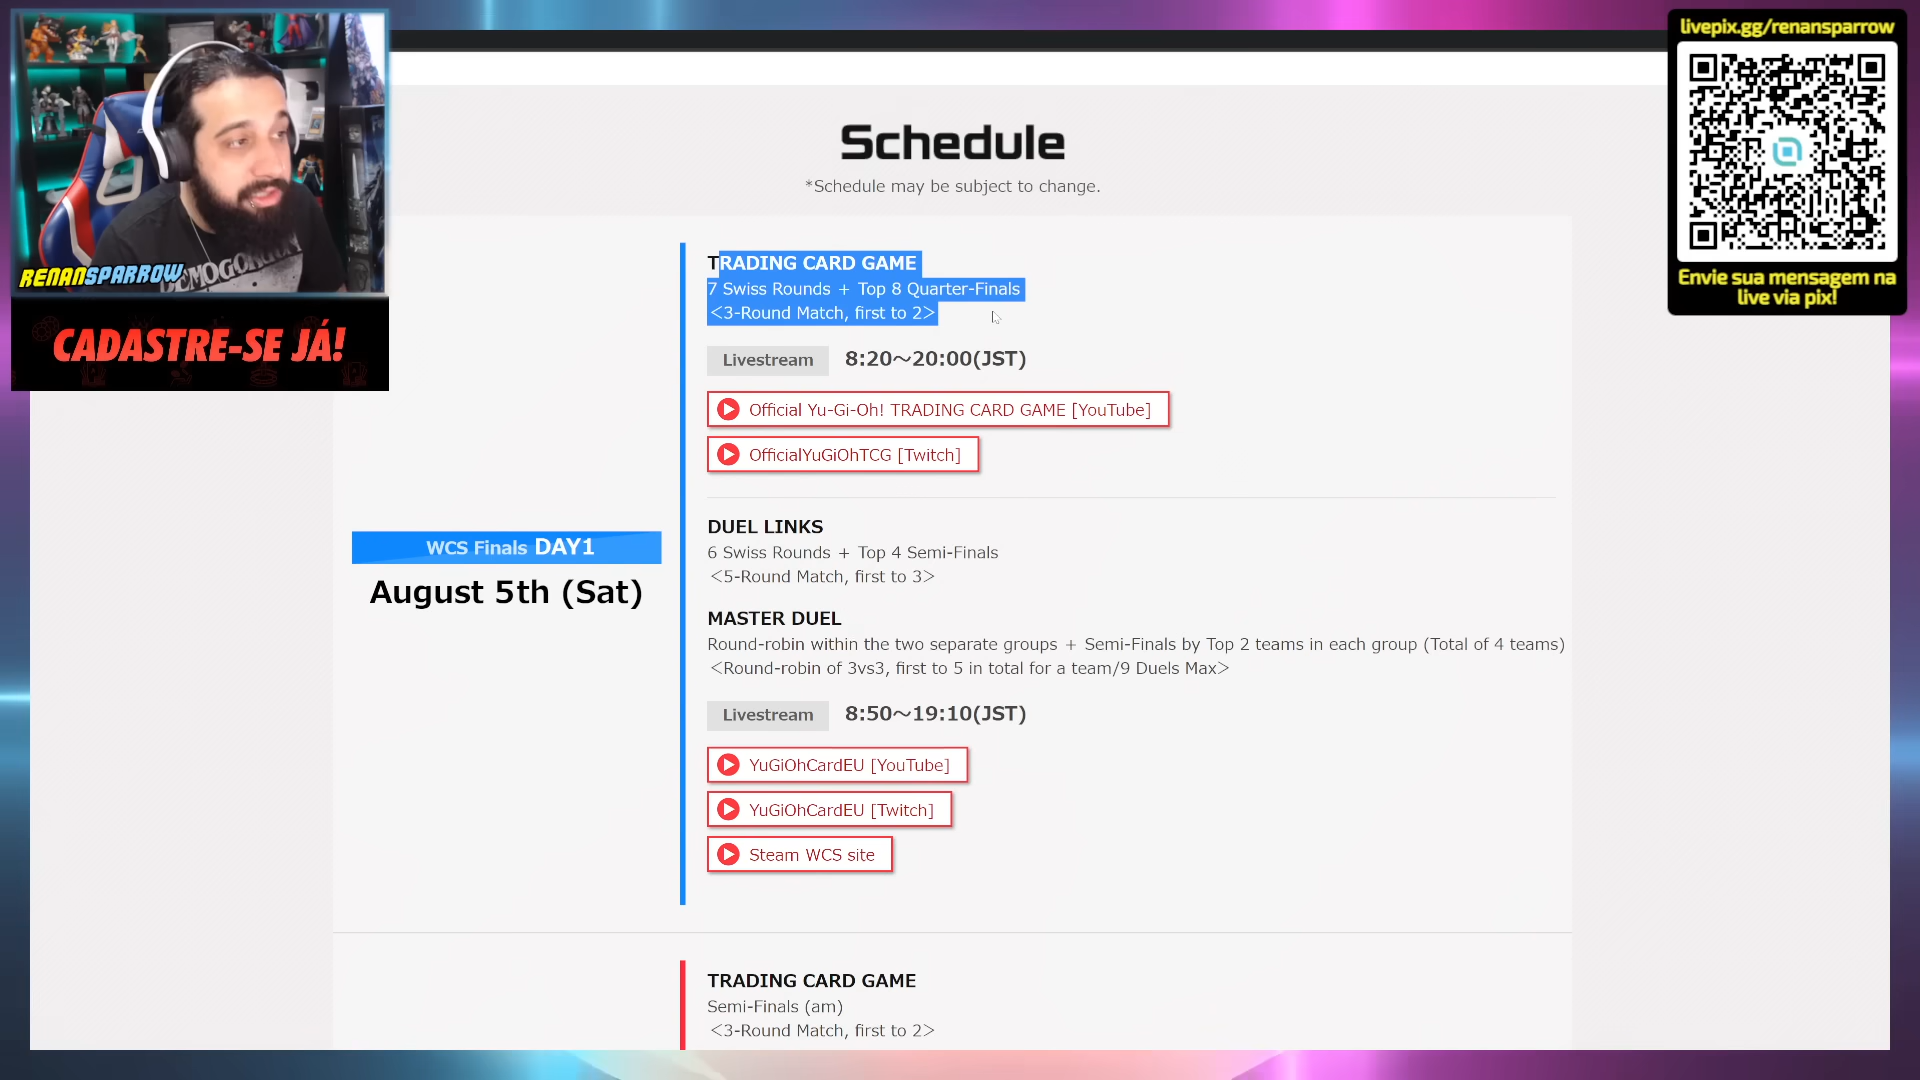 livepix.gg/renansparrow
Envie sua mensagem na
live via pix!
RENANSPARROW
DEMOGORGON
CADASTRE-SE JÁ!
Schedule
*Schedule may be subject to change.
WCS Finals DAY1
August 5th (Sat)
TRADING CARD GAME
7 Swiss Rounds + Top 8 Quarter-Finals
<3-Round Match, first to 2>
Livestream 8:20～20:00(JST)
Official Yu-Gi-Oh! TRADING CARD GAME [YouTube]
OfficialYuGiOhTCG [Twitch]
DUEL LINKS
6 Swiss Rounds + Top 4 Semi-Finals
<5-Round Match, first to 3>
MASTER DUEL
Round-robin within the two separate groups + Semi-Finals by Top 2 teams in each group (Total of 4 teams)
<Round-robin of 3vs3, first to 5 in total for a team/9 Duels Max>
Livestream 8:50～19:10(JST)
YuGiOhCardEU [YouTube]
YuGiOhCardEU [Twitch]
Steam WCS site
TRADING CARD GAME
Semi-Finals (am)
<3-Round Match, first to 2>